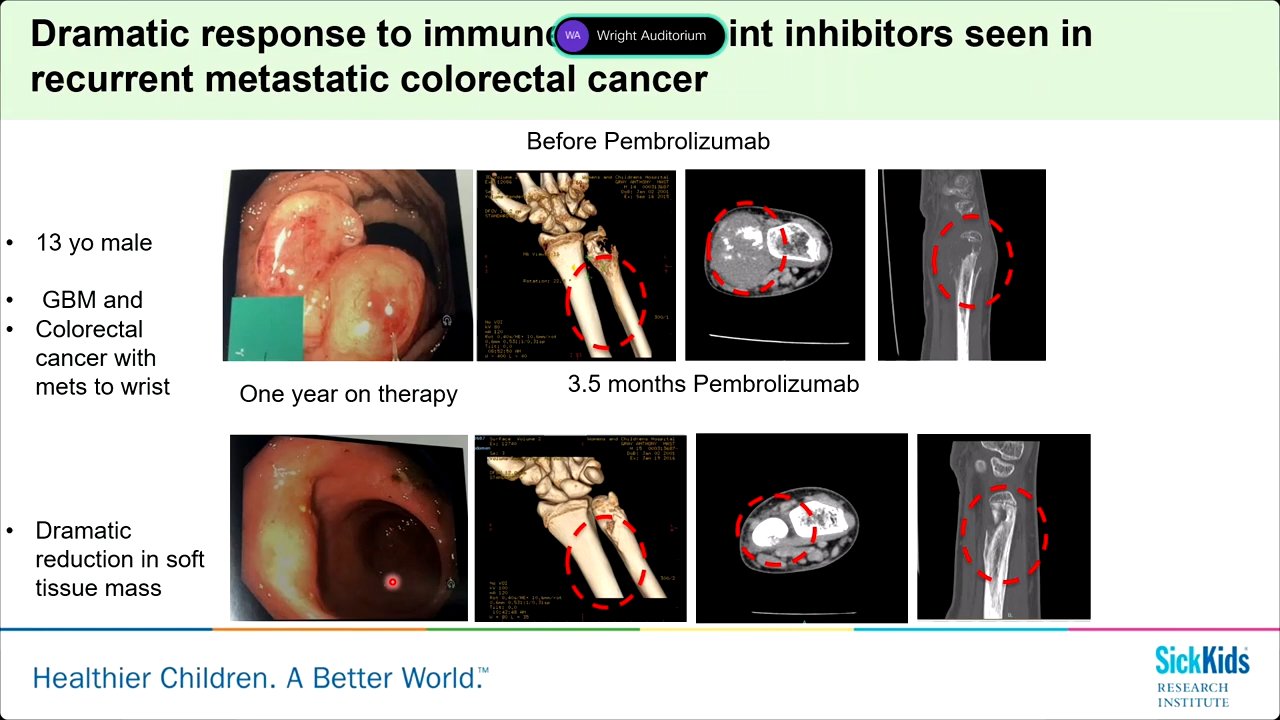 Dramatic response to immune int inhibitors seen in
WA Wright Auditorium
recurrent metastatic colorectal cancer
Before Pembrolizumab
• 13 yo male
• GBM and
• Colorectal
cancer with
mets to wrist
One year on therapy
3.5 months Pembrolizumab
• Dramatic
reduction in soft
tissue mass
Healthier Children. A Better World.™
SickKids
RESEARCH
INSTITUTE